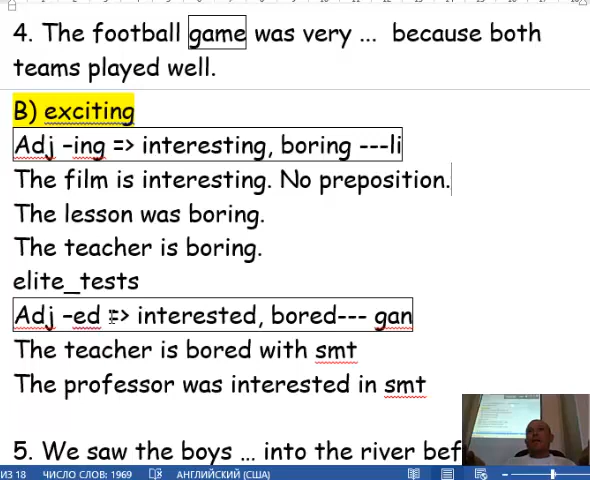 4. The football game was very ... because both
teams played well.
B) exciting
Adj –ing => interesting, boring ---li
The film is interesting. No preposition.
The lesson was boring.
The teacher is boring.
elite_tests
Adj –ed => interested, bored--- gan
The teacher is bored with smt
The professor was interested in smt
5. We saw the boys ... into the river bef
ИЗ 18 ЧИСЛО СЛОВ: 1969 АНГЛИЙСКИЙ (США)